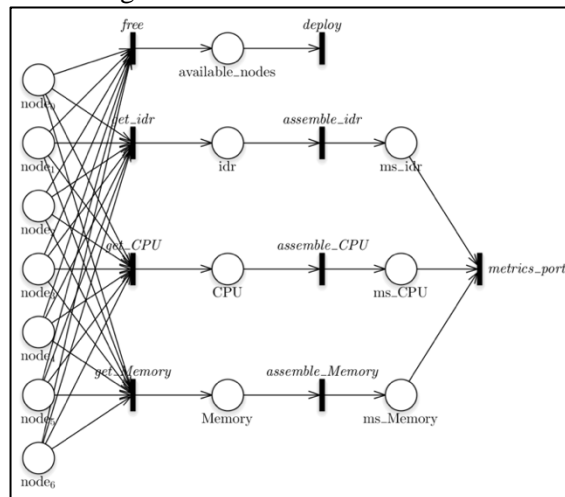 free
deploy
available_nodes
node₀
get_idr
assemble_idr
node₁
idr
ms_idr
node₂
get_CPU
assemble_CPU
metrics_port
node₃
CPU
ms_CPU
node₄
get_Memory
assemble_Memory
node₅
Memory
ms_Memory
node₆